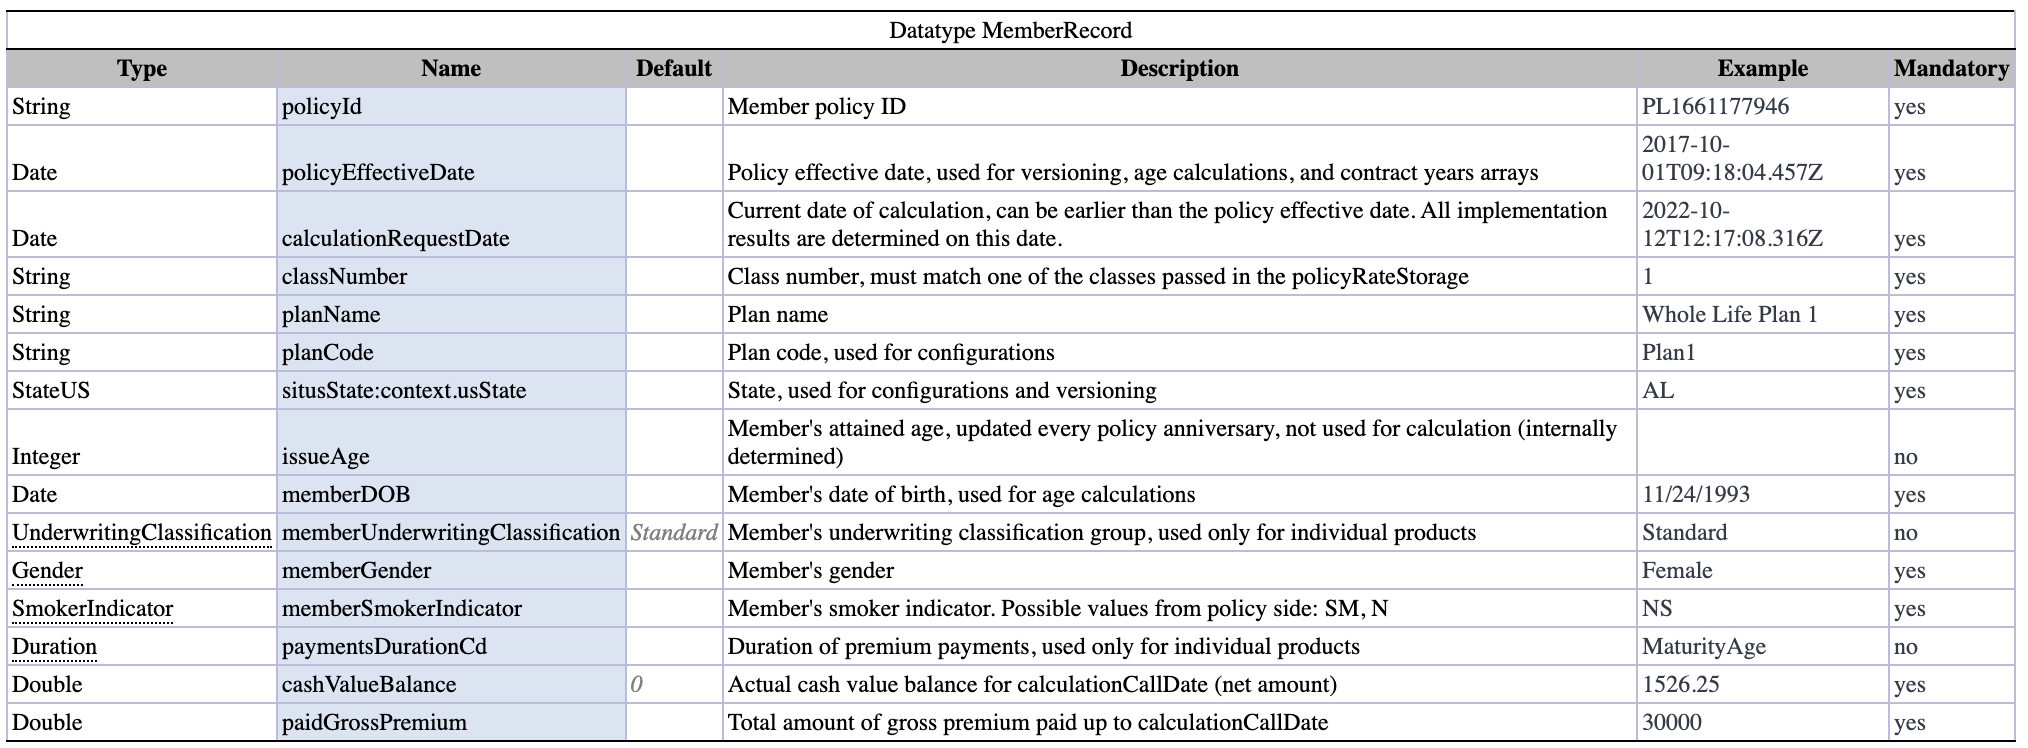 Datatype MemberRecord
Type Name Default Description Example Mandatory
String policyId Member policy ID PL1661177946 yes
2017-10-
Date policyEffectiveDate Policy effective date, used for versioning, age calculations, and contract years arrays 01T09:18:04.457Z yes
Current date of calculation, can be earlier than the policy effective date. All implementation 2022-10-
Date calculationRequestDate results are determined on this date. 12T12:17:08.316Z yes
String classNumber Class number, must match one of the classes passed in the policyRateStorage 1 yes
String planName Plan name Whole Life Plan 1 yes
String planCode Plan code, used for configurations Plan1 yes
StateUS situsState:context.usState State, used for configurations and versioning AL yes
Member's attained age, updated every policy anniversary, not used for calculation (internally
Integer issueAge determined) no
Date memberDOB Member's date of birth, used for age calculations 11/24/1993 yes
UnderwritingClassification memberUnderwritingClassification Standard Member's underwriting classification group, used only for individual products Standard no
Gender memberGender Member's gender Female yes
SmokerIndicator memberSmokerIndicator Member's smoker indicator. Possible values from policy side: SM, N NS yes
Duration paymentsDurationCd Duration of premium payments, used only for individual products MaturityAge no
Double cashValueBalance 0 Actual cash value balance for calculationCallDate (net amount) 1526.25 yes
Double paidGrossPremium Total amount of gross premium paid up to calculationCallDate 30000 yes